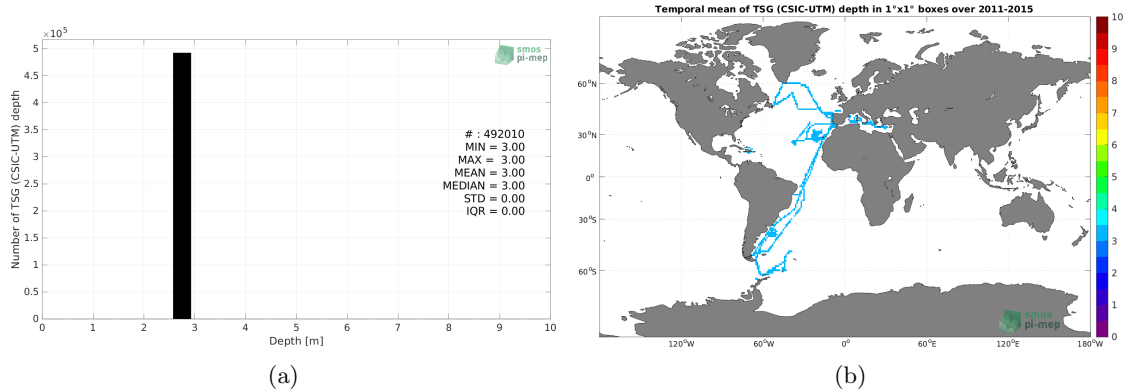 ×10⁵
5
4.5
4
3.5
3
2.5
2
1.5
1
0.5
0
Number of TSG (CSIC-UTM) depth
smos
pi-mep
# : 492010
MIN = 3.00
MAX = 3.00
MEAN = 3.00
MEDIAN = 3.00
STD = 0.00
IQR = 0.00
0 1 2 3 4 5 6 7 8 9 10
Depth [m]
(a)
Temporal mean of TSG (CSIC-UTM) depth in 1°x1° boxes over 2011-2015
60°N
30°N
0°
30°S
60°S
120°W 60°W 0° 60°E 120°E 180°W
smos
pi-mep
10
9
8
7
6
5
4
3
2
1
0
(b)